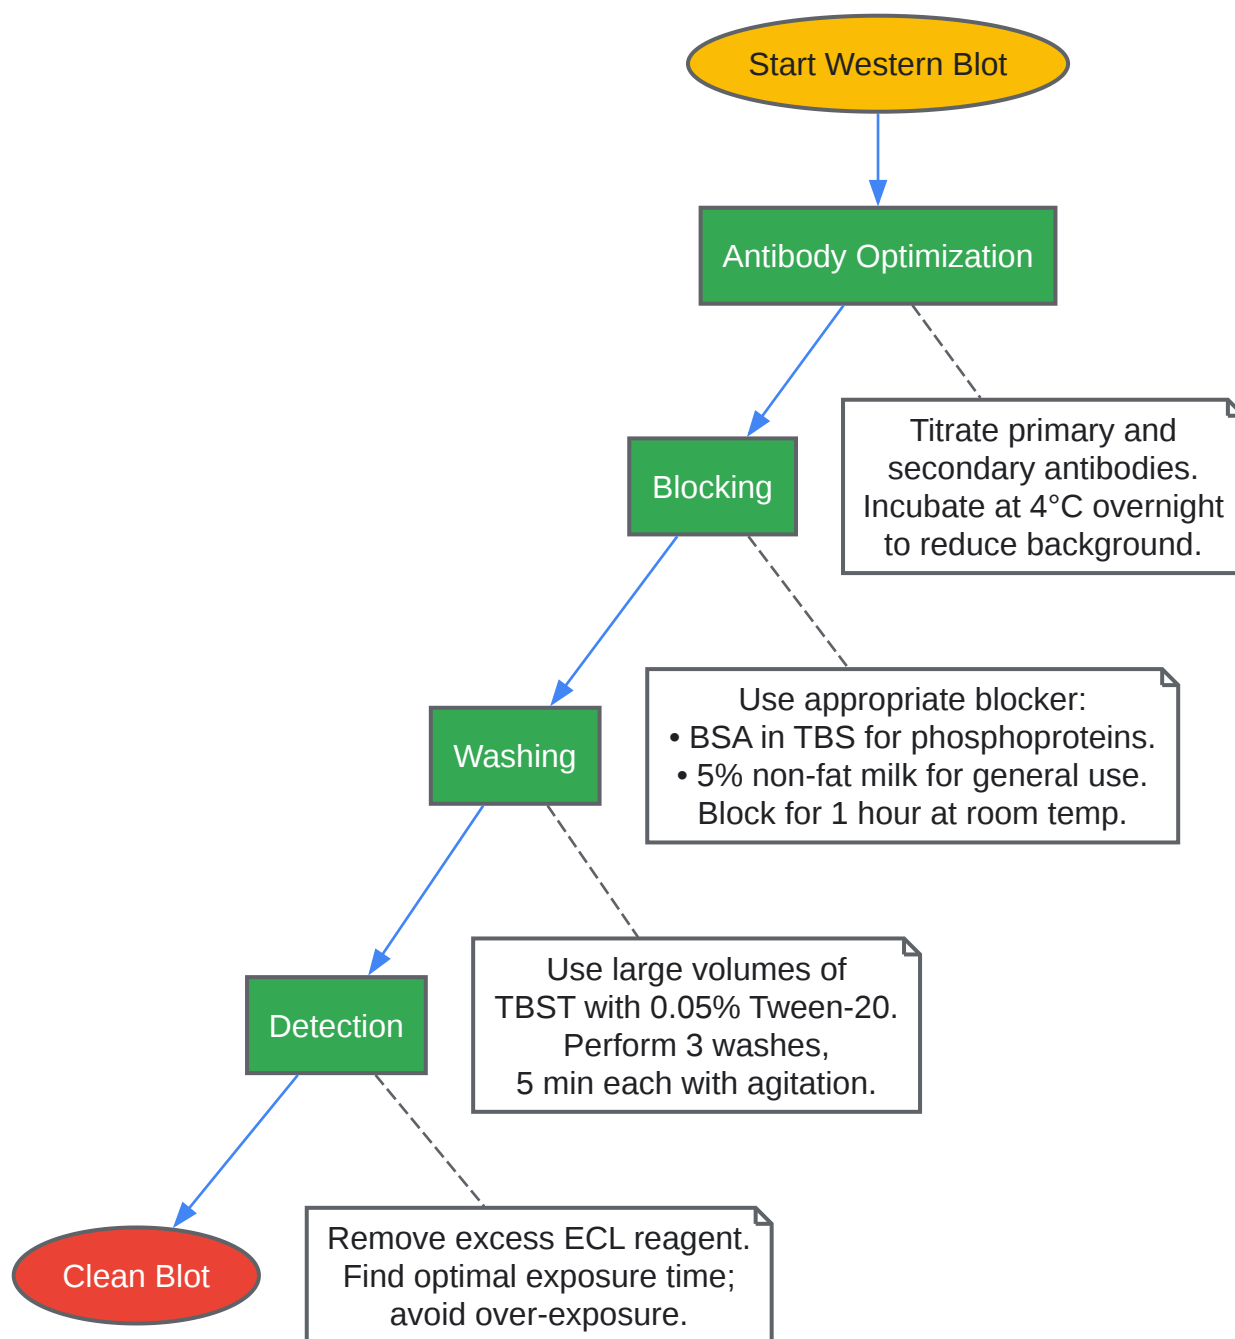 Start Western Blot
Antibody Optimization
Titrate primary and
secondary antibodies.
Incubate at 4°C overnight
to reduce background.
Blocking
Use appropriate blocker:
• BSA in TBS for phosphoproteins.
• 5% non-fat milk for general use.
Block for 1 hour at room temp.
Washing
Use large volumes of
TBST with 0.05% Tween-20.
Perform 3 washes,
5 min each with agitation.
Detection
Remove excess ECL reagent.
Find optimal exposure time;
avoid over-exposure.
Clean Blot